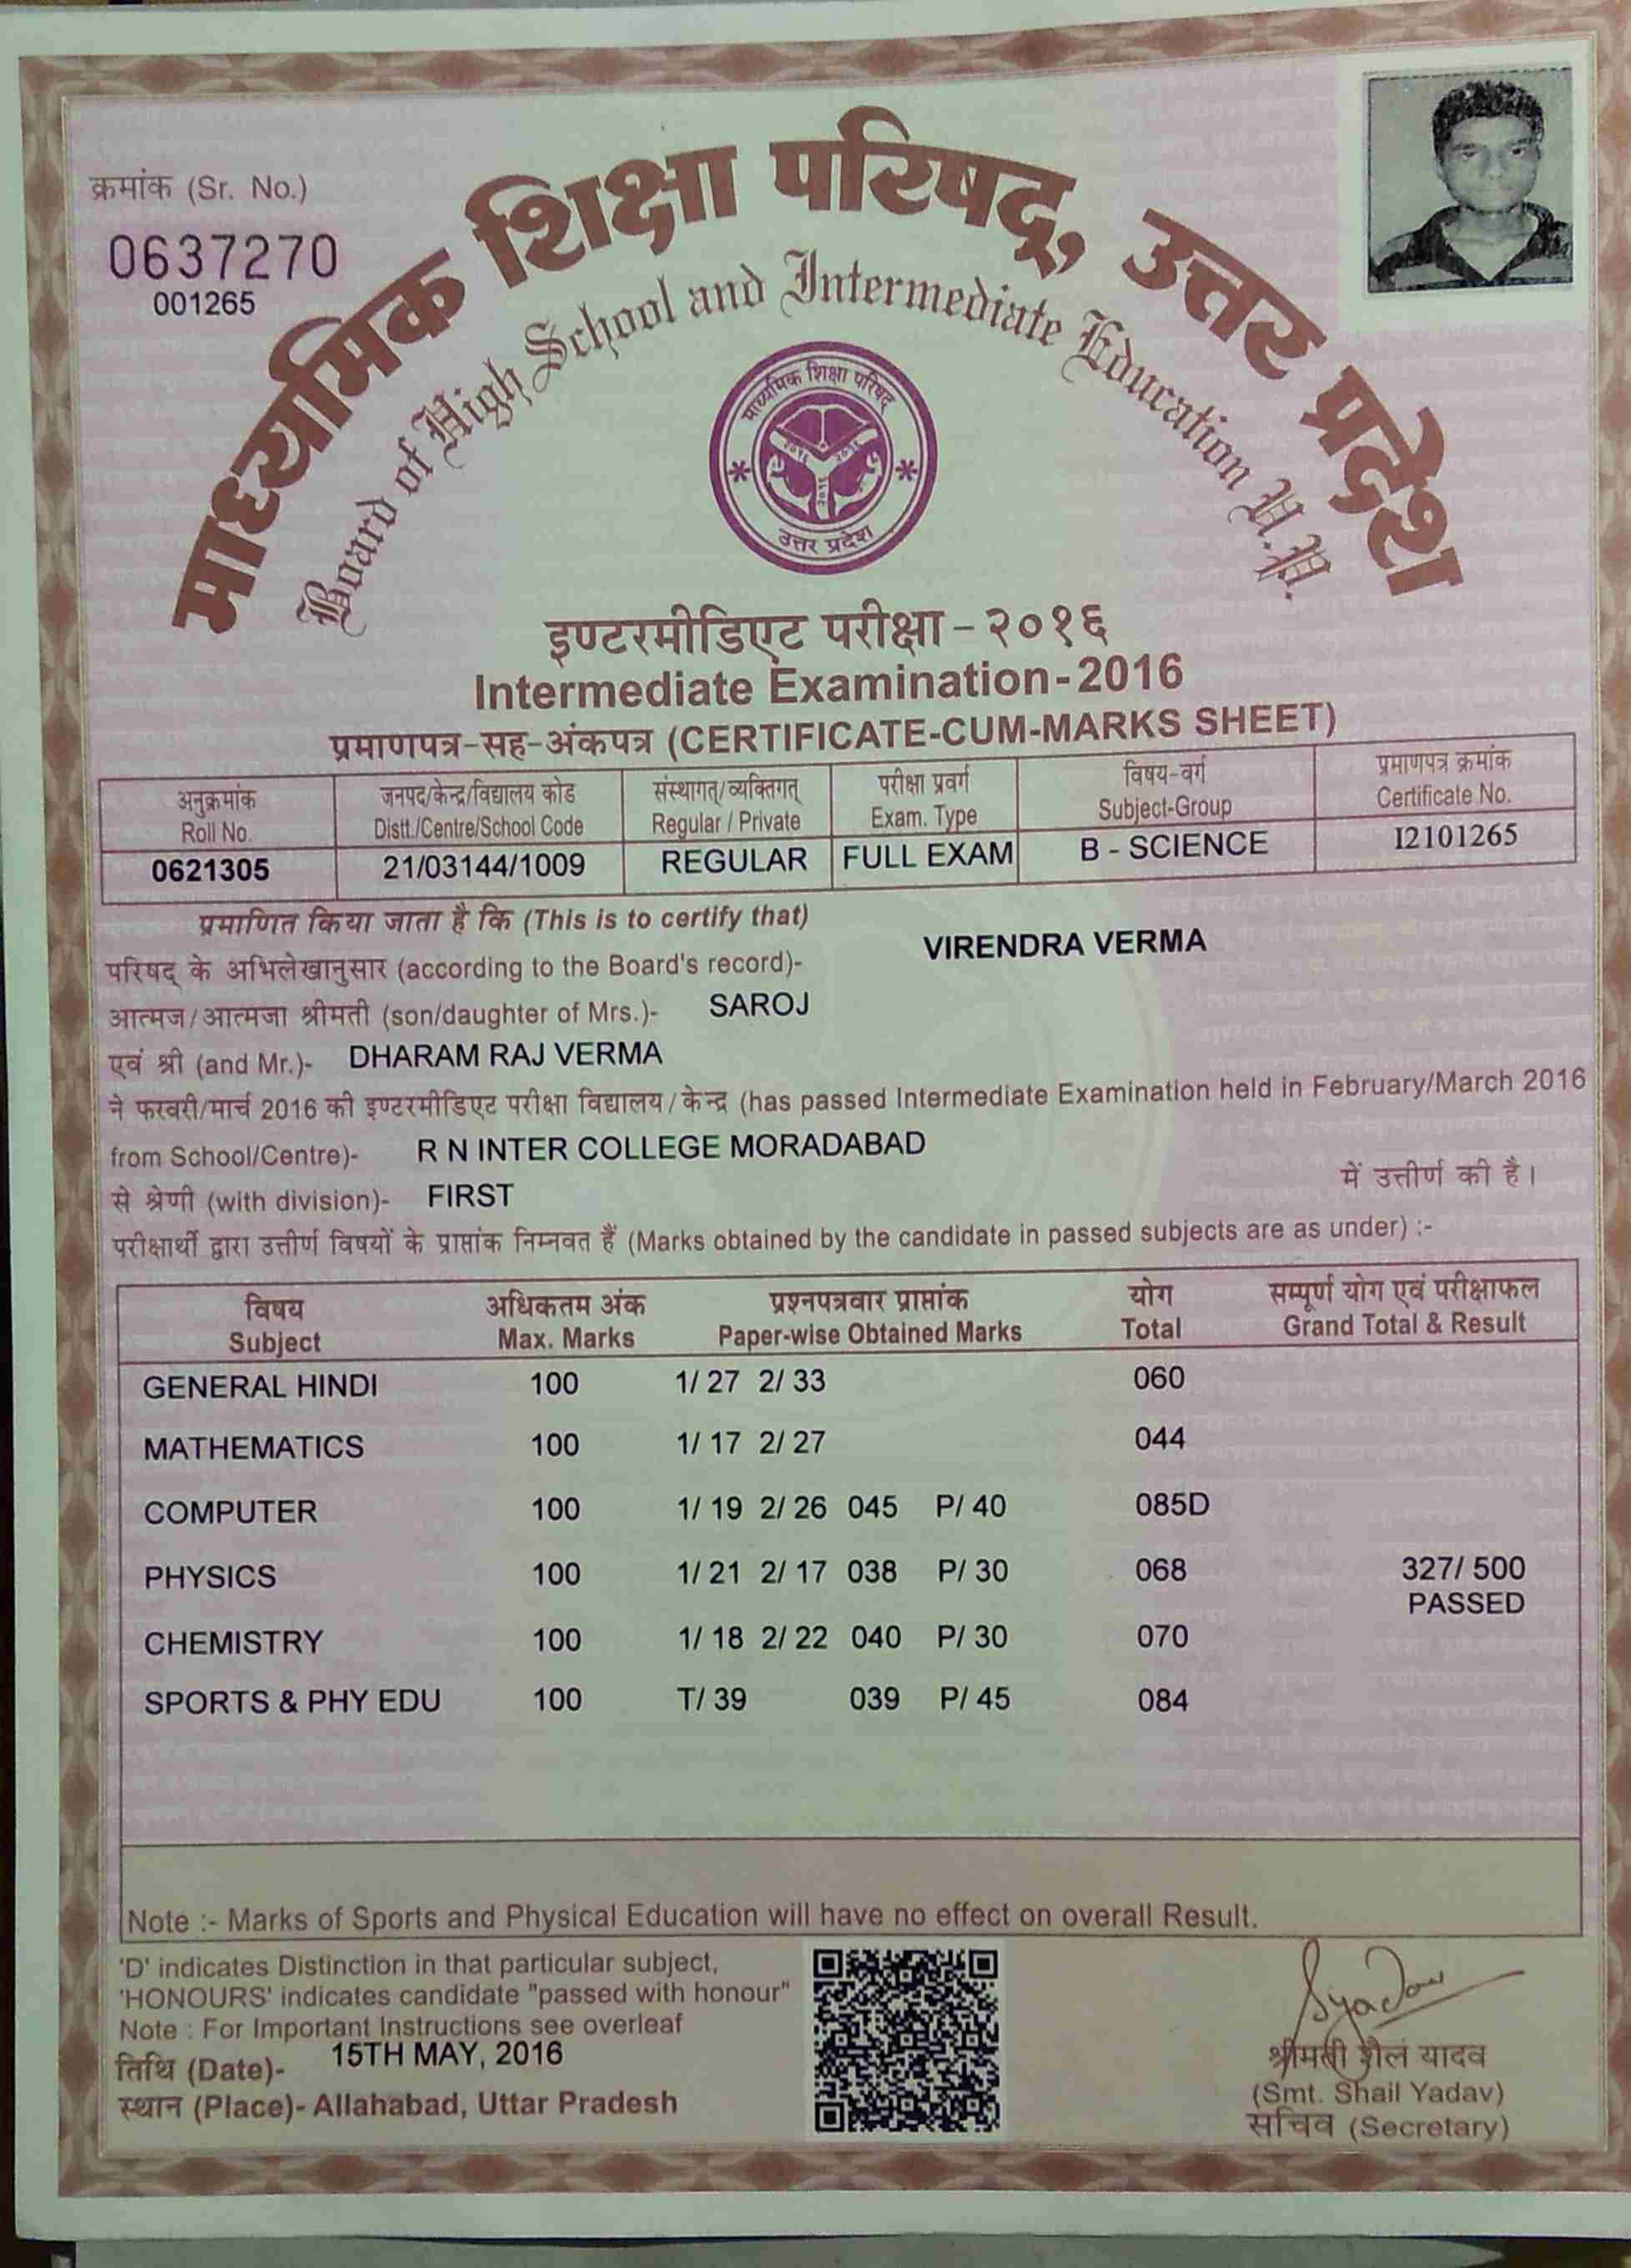 क्रमांक (Sr. No.)
0637270
001265
माध्यमिक शिक्षा परिषद्, उत्तर प्रदेश
Board of High School and Intermediate Education U.P.
माध्यमिक शिक्षा परिषद्
२०१६ २०१६
२०१६
उत्तर प्रदेश
इण्टरमीडिएट परीक्षा - २०१६
Intermediate Examination-2016
प्रमाणपत्र-सह-अंकपत्र (CERTIFICATE-CUM-MARKS SHEET)
अनुक्रमांक जनपद/केन्द्र/विद्यालय कोड संस्थागत्/व्यक्तिगत् परीक्षा प्रवर्ग विषय-वर्ग प्रमाणपत्र क्रमांक
Roll No. Distt./Centre/School Code Regular / Private Exam. Type Subject-Group Certificate No.
0621305 21/03144/1009 REGULAR FULL EXAM B - SCIENCE I2101265
प्रमाणित किया जाता है कि (This is to certify that)
परिषद् के अभिलेखानुसार (according to the Board's record)- VIRENDRA VERMA
आत्मज/आत्मजा श्रीमती (son/daughter of Mrs.)- SAROJ
एवं श्री (and Mr.)- DHARAM RAJ VERMA
ने फरवरी/मार्च 2016 की इण्टरमीडिएट परीक्षा विद्यालय/केन्द्र (has passed Intermediate Examination held in February/March 2016
from School/Centre)- R N INTER COLLEGE MORADABAD
से श्रेणी (with division)- FIRST में उत्तीर्ण की है।
परीक्षार्थी द्वारा उत्तीर्ण विषयों के प्राप्तांक निम्नवत हैं (Marks obtained by the candidate in passed subjects are as under) :-
विषय अधिकतम अंक प्रश्नपत्रवार प्राप्तांक योग सम्पूर्ण योग एवं परीक्षाफल
Subject Max. Marks Paper-wise Obtained Marks Total Grand Total & Result
GENERAL HINDI 100 1/ 27 2/ 33 060
MATHEMATICS 100 1/ 17 2/ 27 044
COMPUTER 100 1/ 19 2/ 26 045 P/ 40 085D
PHYSICS 100 1/ 21 2/ 17 038 P/ 30 068 327/ 500
PASSED
CHEMISTRY 100 1/ 18 2/ 22 040 P/ 30 070
SPORTS & PHY EDU 100 T/ 39 039 P/ 45 084
Note :- Marks of Sports and Physical Education will have no effect on overall Result.
'D' indicates Distinction in that particular subject,
'HONOURS' indicates candidate "passed with honour"
Note : For Important Instructions see overleaf
तिथि (Date)- 15TH MAY, 2016
स्थान (Place)- Allahabad, Uttar Pradesh
Syadav
श्रीमती शैल यादव
(Smt. Shail Yadav)
सचिव (Secretary)